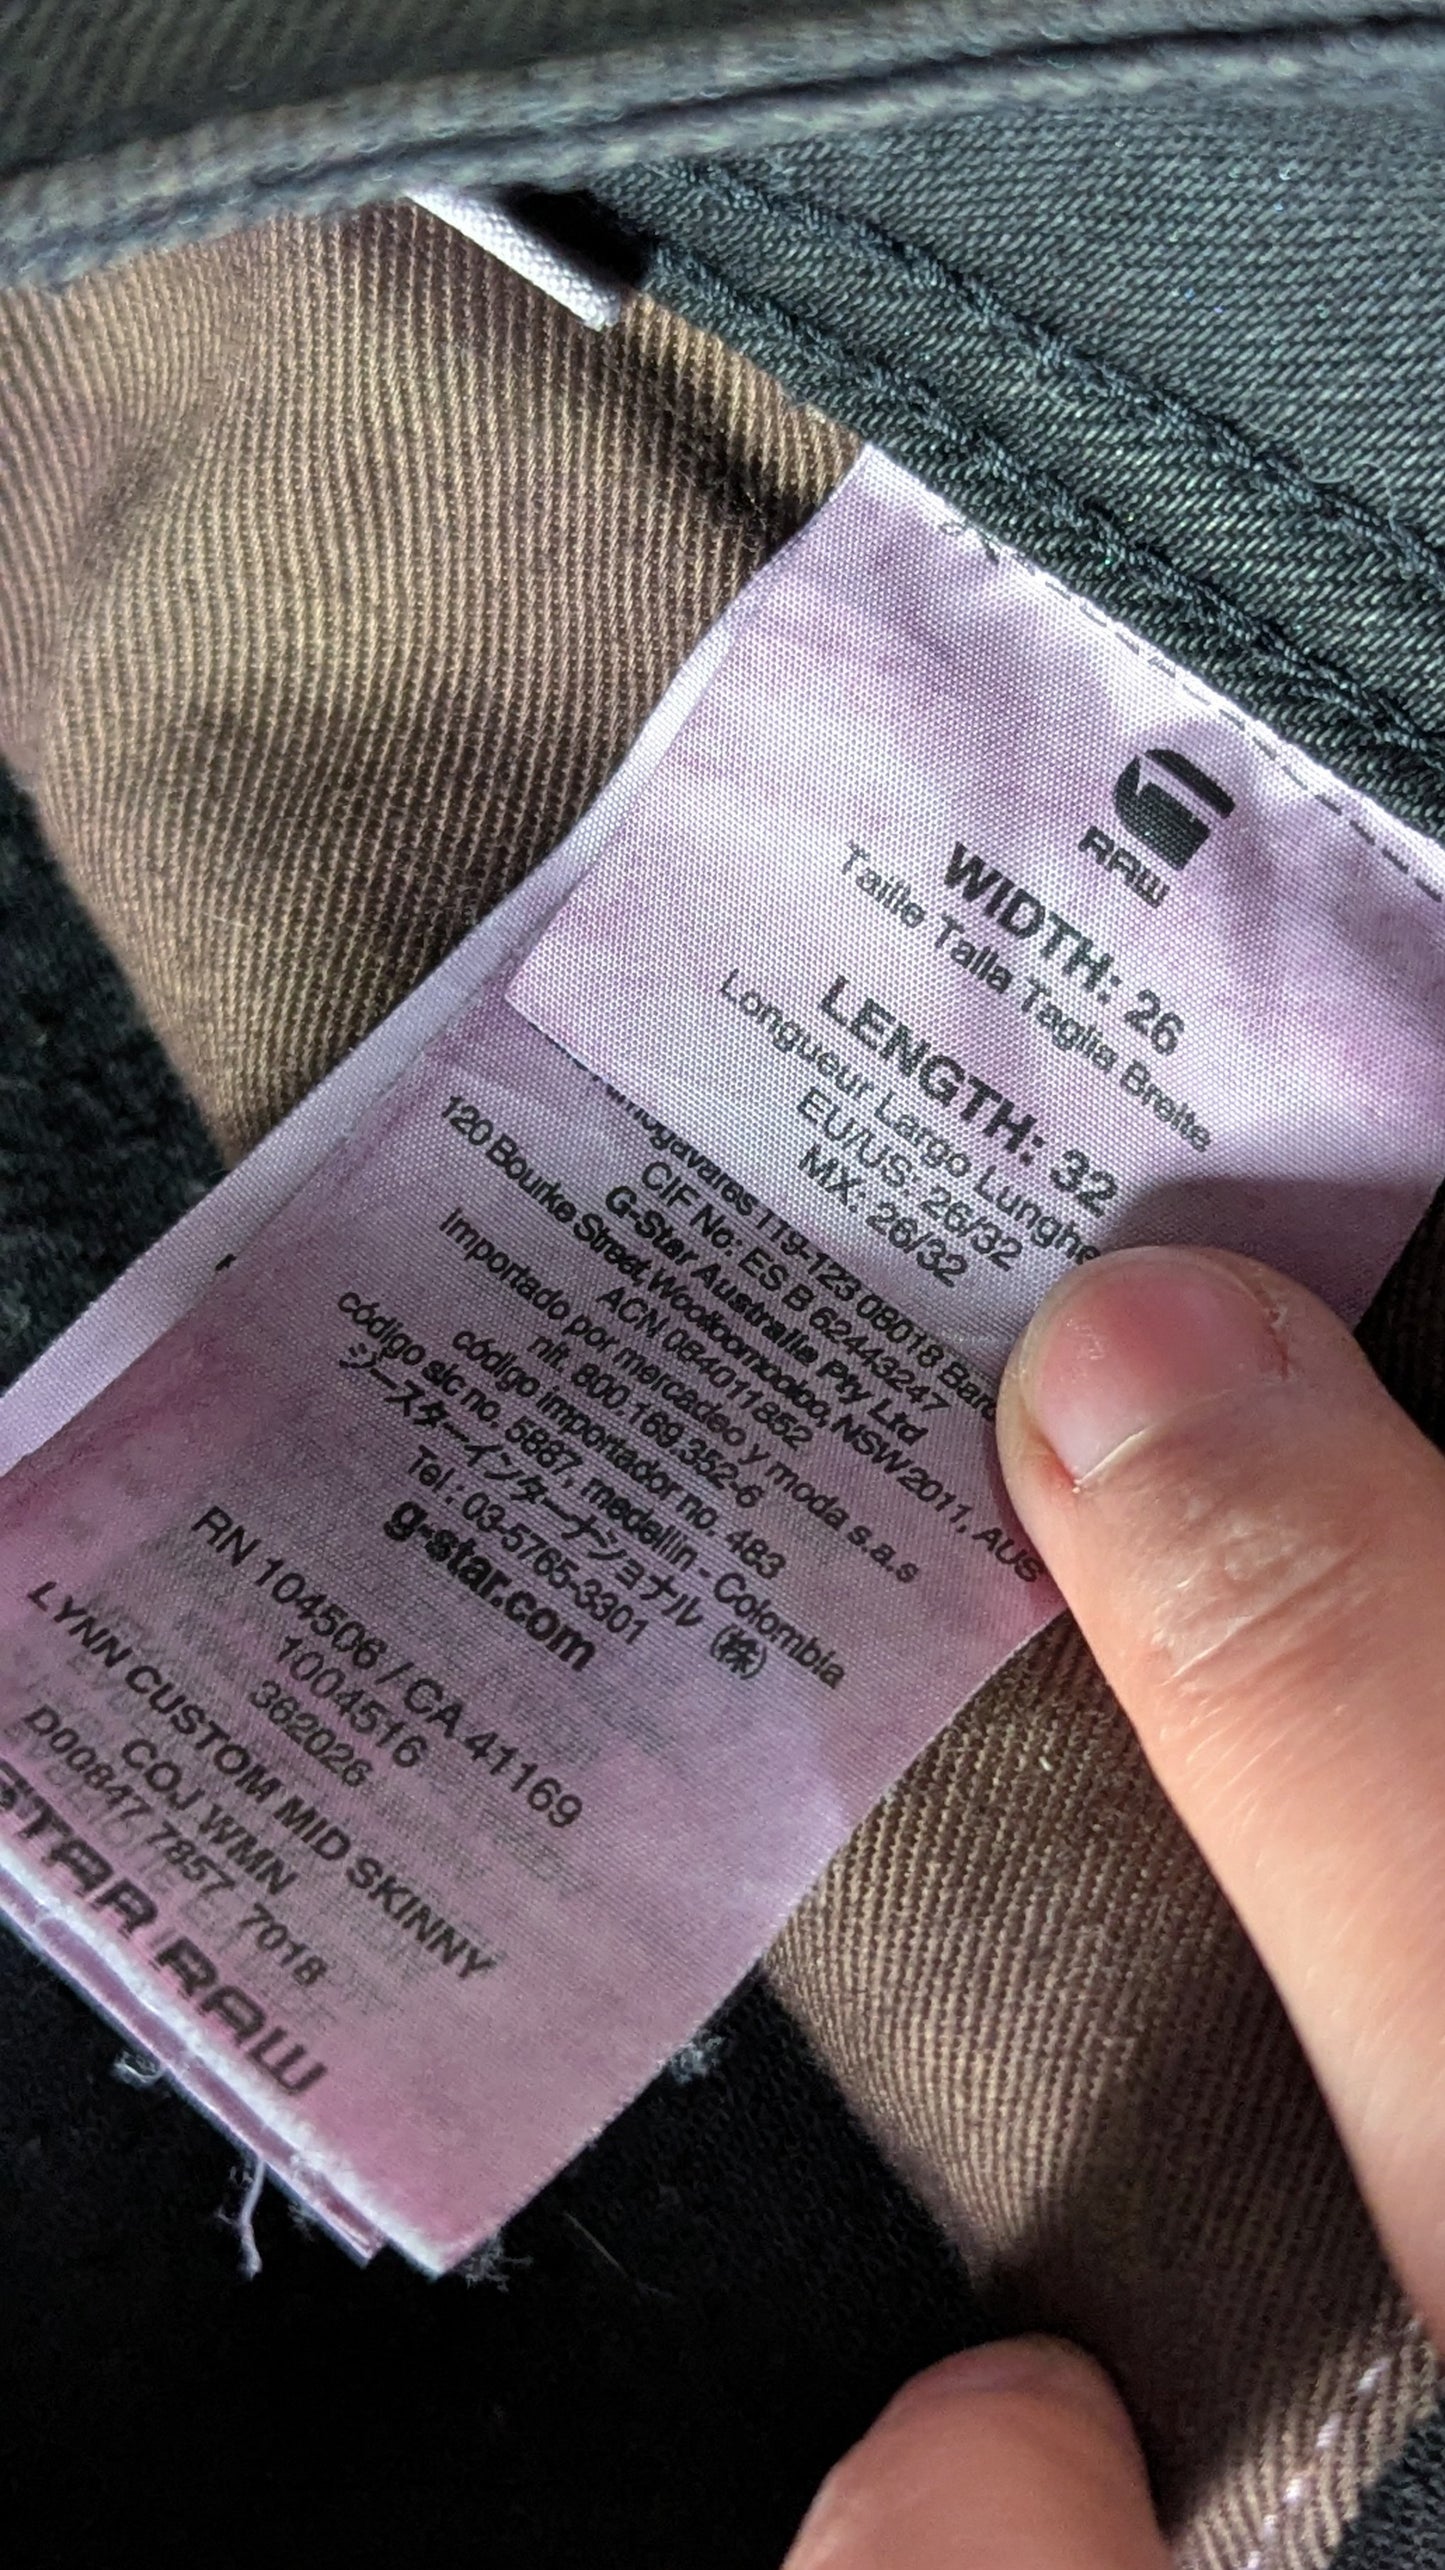 RAW
WIDTH: 26
Taille Talla Taglia Breite
LENGTH: 32
Longueur Largo Lunghe
EU/US: 26/32
MX: 26/32
119-123 08018 Barc
CIF No: ES B 62443247
G-Star Australia Pty Ltd
120 Bourke Street, Woolloomooloo, NSW 2011, AUS
ACN 084011852
Importado por mercadeo y moda s.a.s
nit. 800.169.352-6
código importador no. 483
código sic no. 5887, medellin - Colombia
ジースターインターナショナル (株)
Tel : 03-5765-3301
g-star.com
RN 104506 / CA 41169
1004516
362026
LYNN CUSTOM MID SKINNY
COJ WMN
D00847 7857 7018
STAR RAW